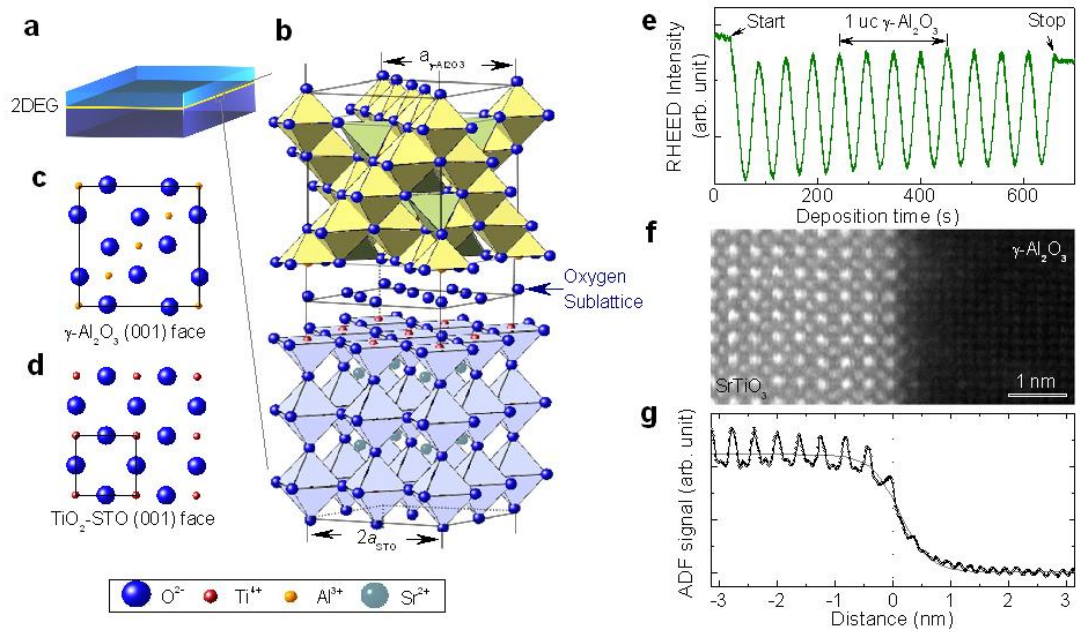 a
2DEG
b
a γ-Al2O3
Oxygen
Sublattice
2a STO
c
γ-Al₂O₃ (001) face
d
TiO₂-STO (001) face
O²⁻ Ti⁴⁺ Al³⁺ Sr²⁺
e
Start
1 uc γ-Al₂O₃
Stop
RHEED Intensity
(arb. unit)
0 200 400 600
Deposition time (s)
f
γ-Al₂O₃
SrTiO₃
1 nm
g
ADF signal (arb. unit)
-3 -2 -1 0 1 2 3
Distance (nm)